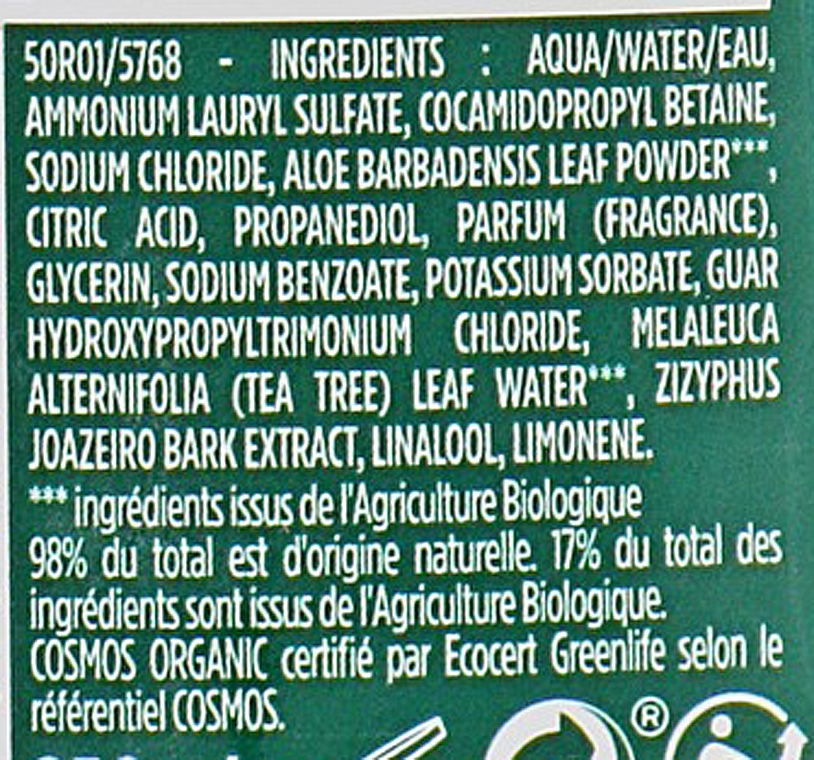 50R01/5768 - INGREDIENTS : AQUA/WATER/EAU,
AMMONIUM LAURYL SULFATE, COCAMIDOPROPYL BETAINE,
SODIUM CHLORIDE, ALOE BARBADENSIS LEAF POWDER***,
CITRIC ACID, PROPANEDIOL, PARFUM (FRAGRANCE),
GLYCERIN, SODIUM BENZOATE, POTASSIUM SORBATE, GUAR
HYDROXYPROPYLTRIMONIUM CHLORIDE, MELALEUCA
ALTERNIFOLIA (TEA TREE) LEAF WATER***, ZIZYPHUS
JOAZEIRO BARK EXTRACT, LINALOOL, LIMONENE.
*** ingrédients issus de l'Agriculture Biologique
98% du total est d'origine naturelle. 17% du total des
ingrédients sont issus de l'Agriculture Biologique.
COSMOS ORGANIC certifié par Ecocert Greenlife selon le
référentiel COSMOS.
®